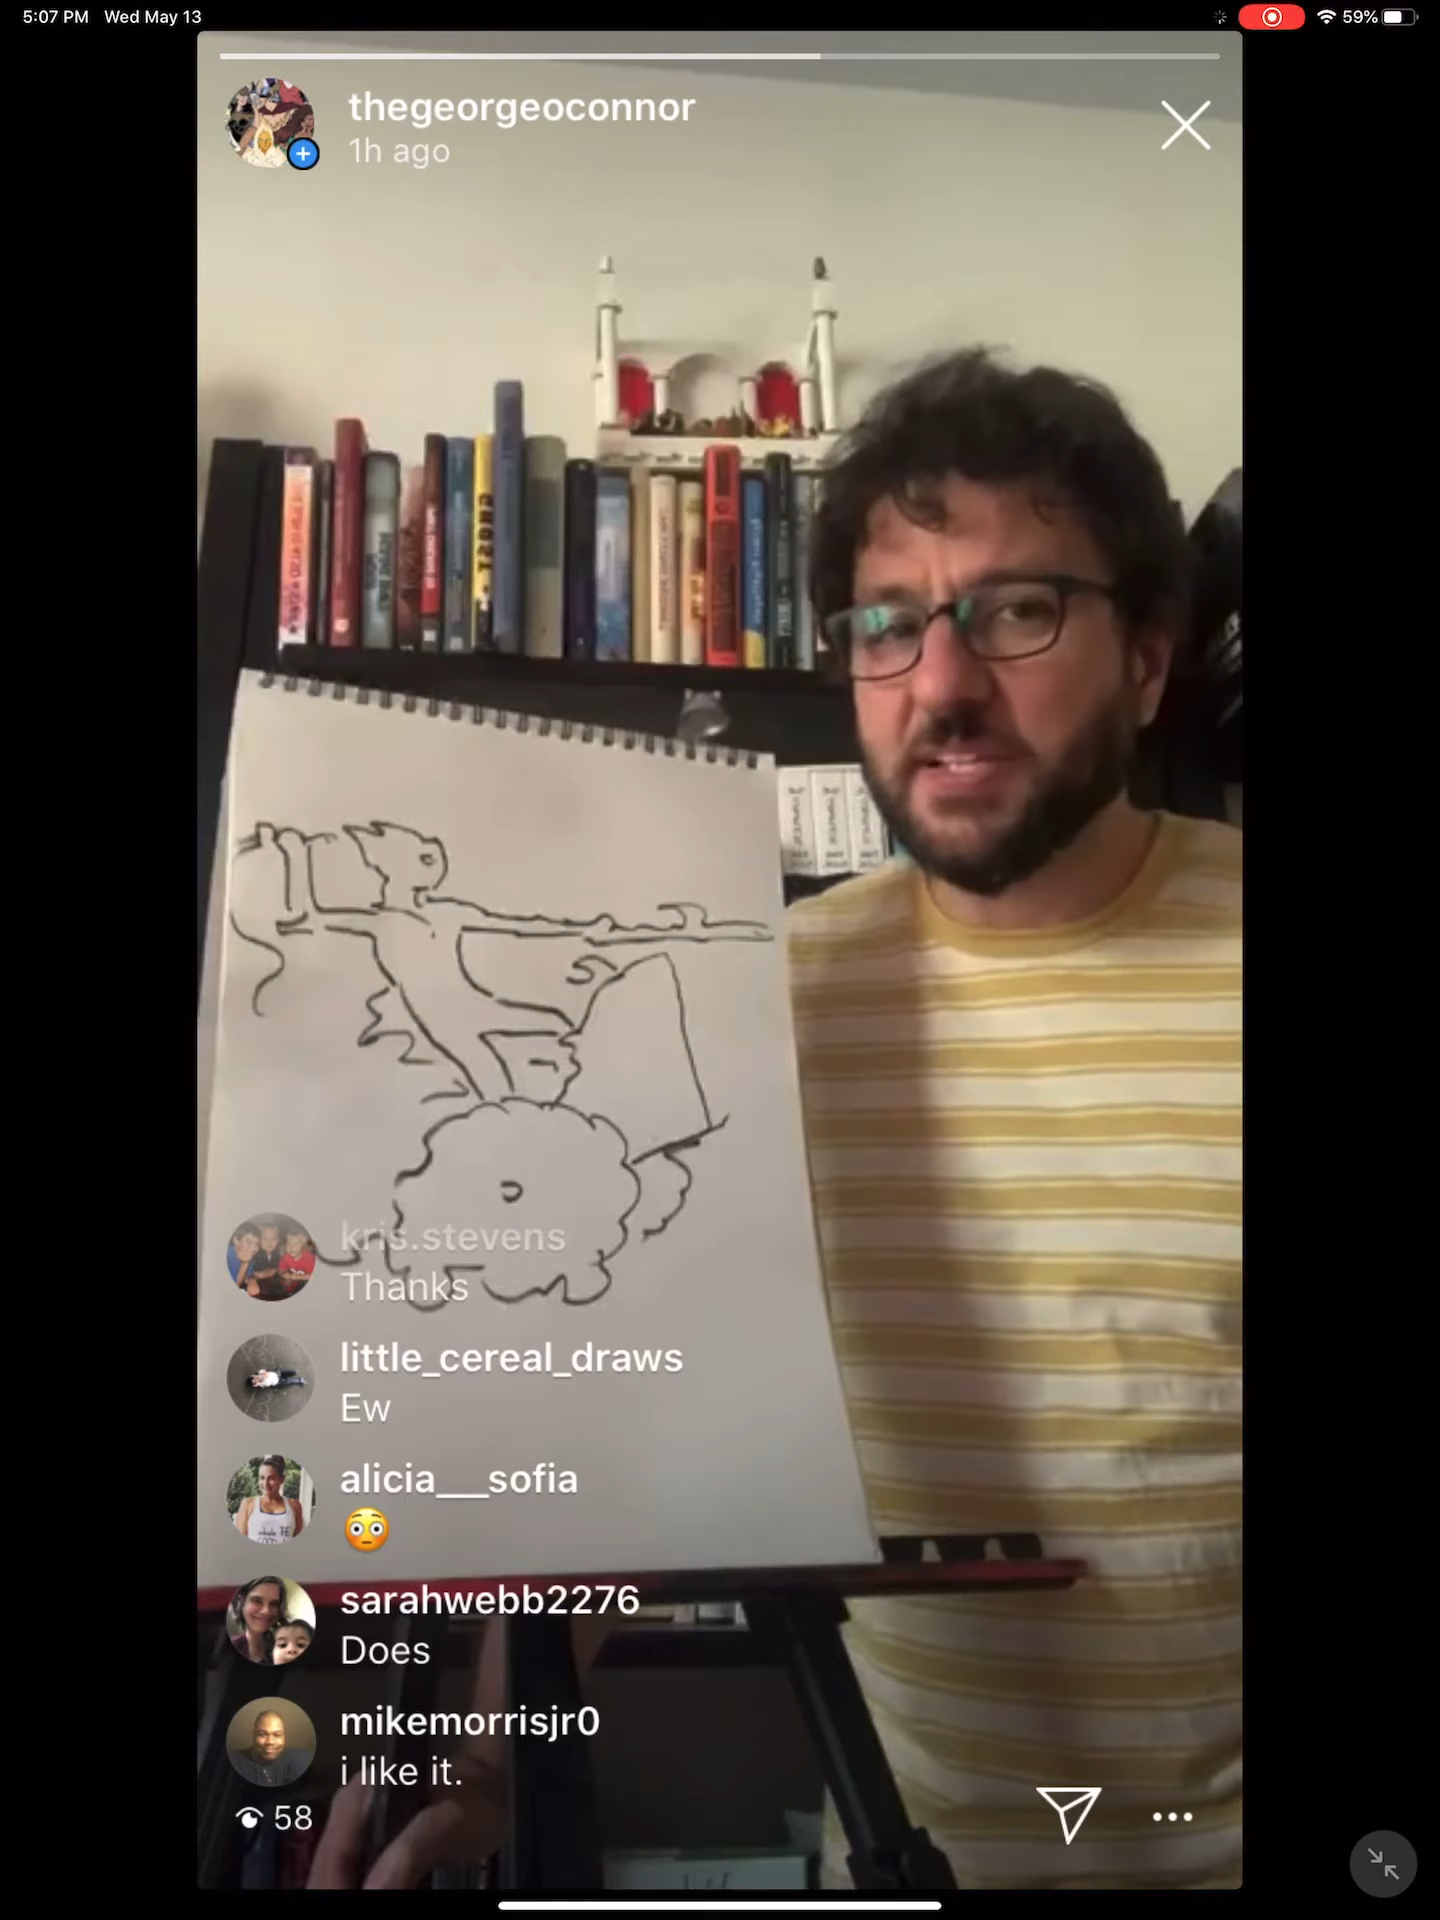 5:07 PM Wed May 13
59%
thegeorgeoconnor
1h ago
kris.stevens
Thanks
little_cereal_draws
Ew
alicia___sofia
sarahwebb2276
Does
mikemorrisjr0
i like it.
58